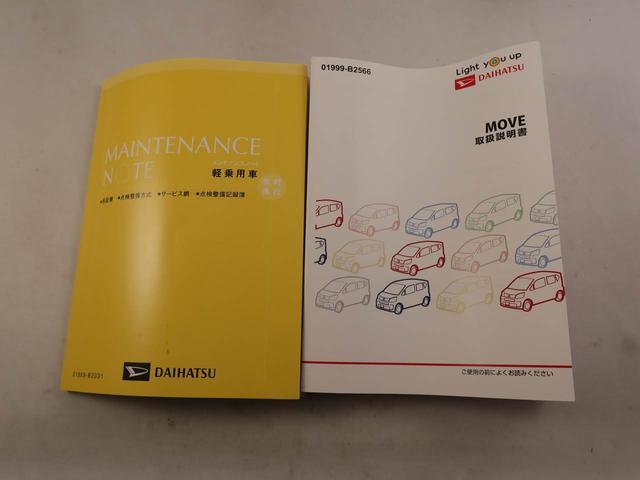 MAINTENANCE
NOTE
メンテナンスノート
軽乗用車
●保証書 ●点検整備方式 ●サービス網 ●点検整備記録簿
01999-B2031
DAIHATSU
01999-B2566
Light you up
DAIHATSU
MOVE
取扱説明書
ご使用の前によくお読みください